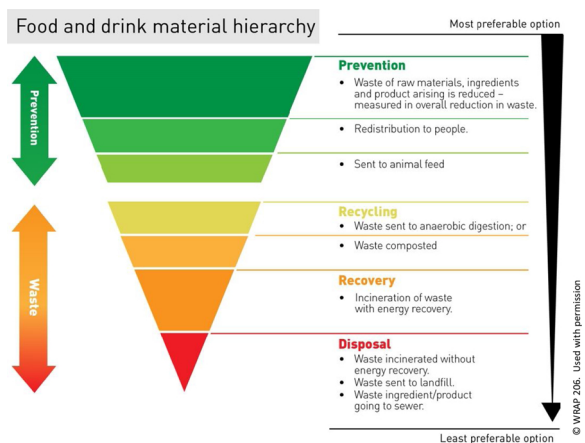 Food and drink material hierarchy
Most preferable option
Prevention
Prevention
• Waste of raw materials, ingredients
and product arising is reduced –
measured in overall reduction in waste.
• Redistribution to people.
• Sent to animal feed
Waste
Recycling
• Waste sent to anaerobic digestion; or
• Waste composted
Recovery
• Incineration of waste
with energy recovery.
Disposal
• Waste incinerated without
energy recovery.
• Waste sent to landfill.
• Waste ingredient/product
going to sewer.
Least preferable option
© WRAP 206. Used with permission